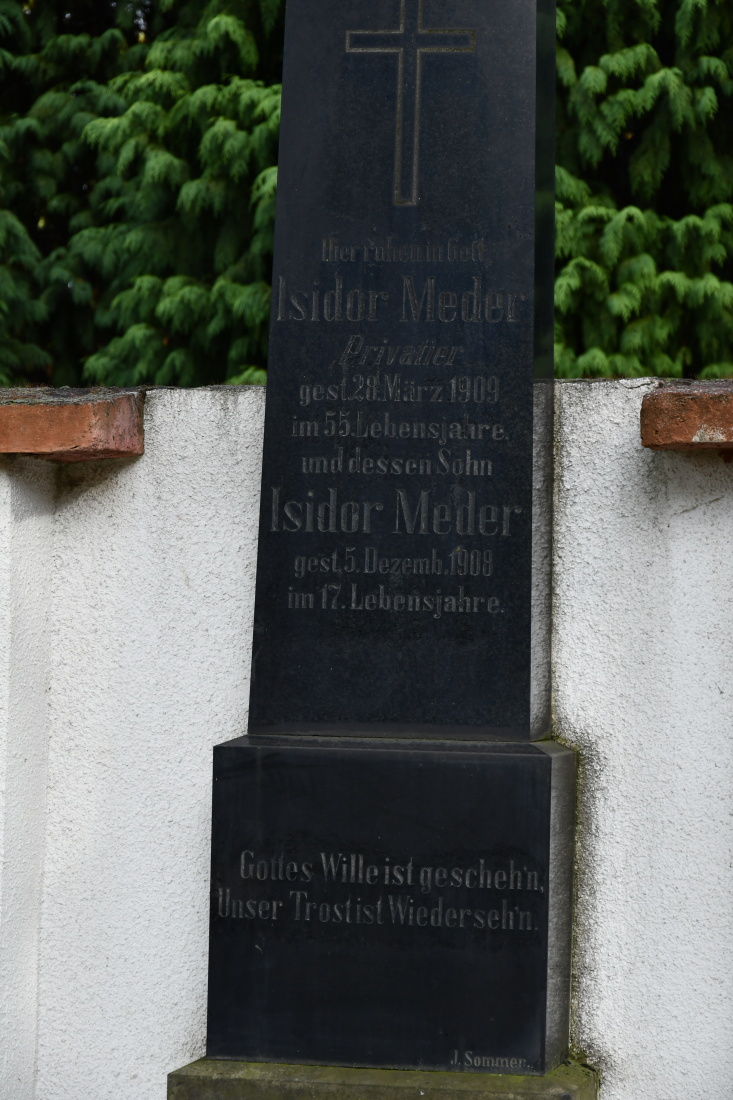 Hier ruhen in Gott
Isidor Meder
Privatier
gest. 28. März 1909
im 55. Lebensjahre.
und dessen Sohn
Isidor Meder
gest. 5. Dezemb. 1908
im 17. Lebensjahre.
Gottes Wille ist gescheh'n,
Unser Trost ist Wiederseh'n.
J. Sommer.